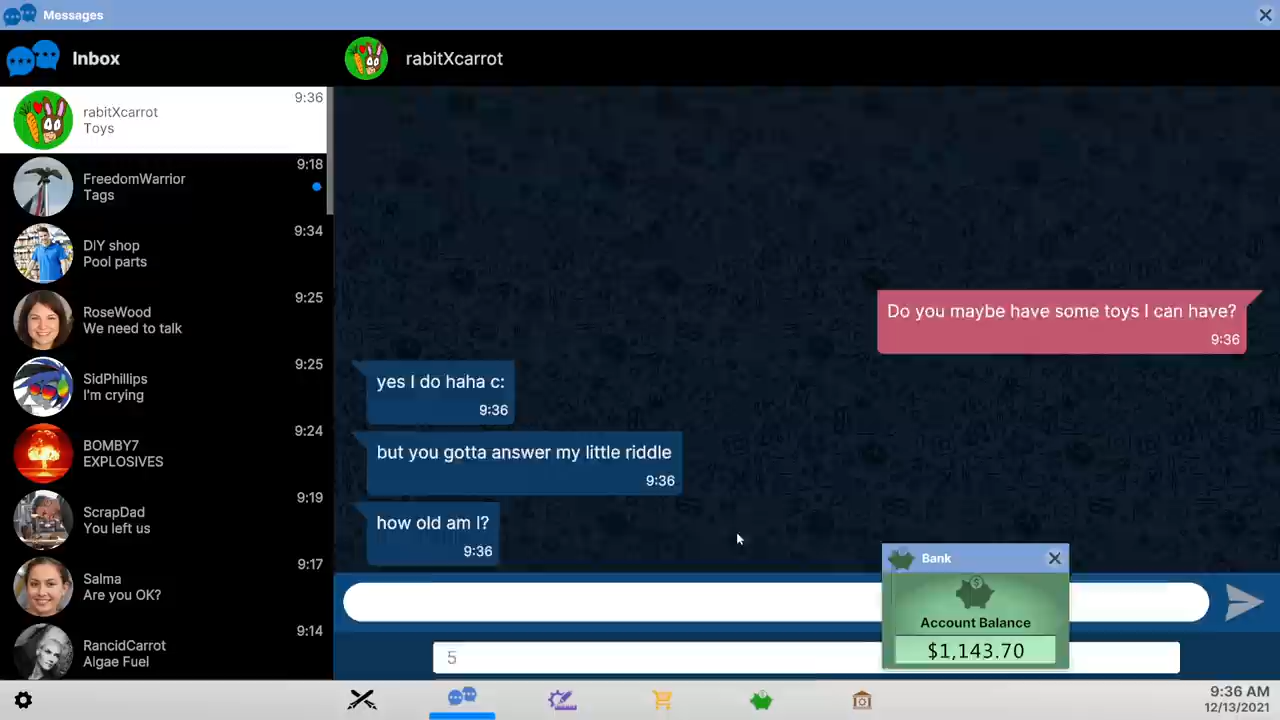 Messages
Inbox
rabitXcarrot
9:36
rabitXcarrot
Toys
9:18
FreedomWarrior
Tags
9:34
DIY shop
Pool parts
9:25
RoseWood
We need to talk
9:25
SidPhillips
I'm crying
9:24
BOMBY7
EXPLOSIVES
9:19
ScrapDad
You left us
9:17
Salma
Are you OK?
9:14
RancidCarrot
Algae Fuel
Do you maybe have some toys I can have?
9:36
yes I do haha c:
9:36
but you gotta answer my little riddle
9:36
how old am I?
9:36
Bank
Account Balance
$1,143.70
5
9:36 AM
12/13/2021